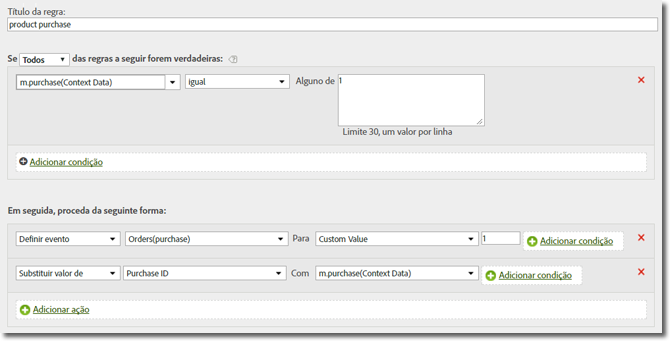 Título da regra:
product purchase
Se Todos das regras a seguir forem verdadeiras:
m.purchase(Context Data) igual Alguno de 1
Limite 30, um valor por linha
Adicionar condição
Em seguida, proceda da seguinte forma:
Definir evento Orders(purchase) Para Custom Value 1 Adicionar condição
Substituir valor de Purchase ID Com m.purchase(Context Data) Adicionar condição
Adicionar ação